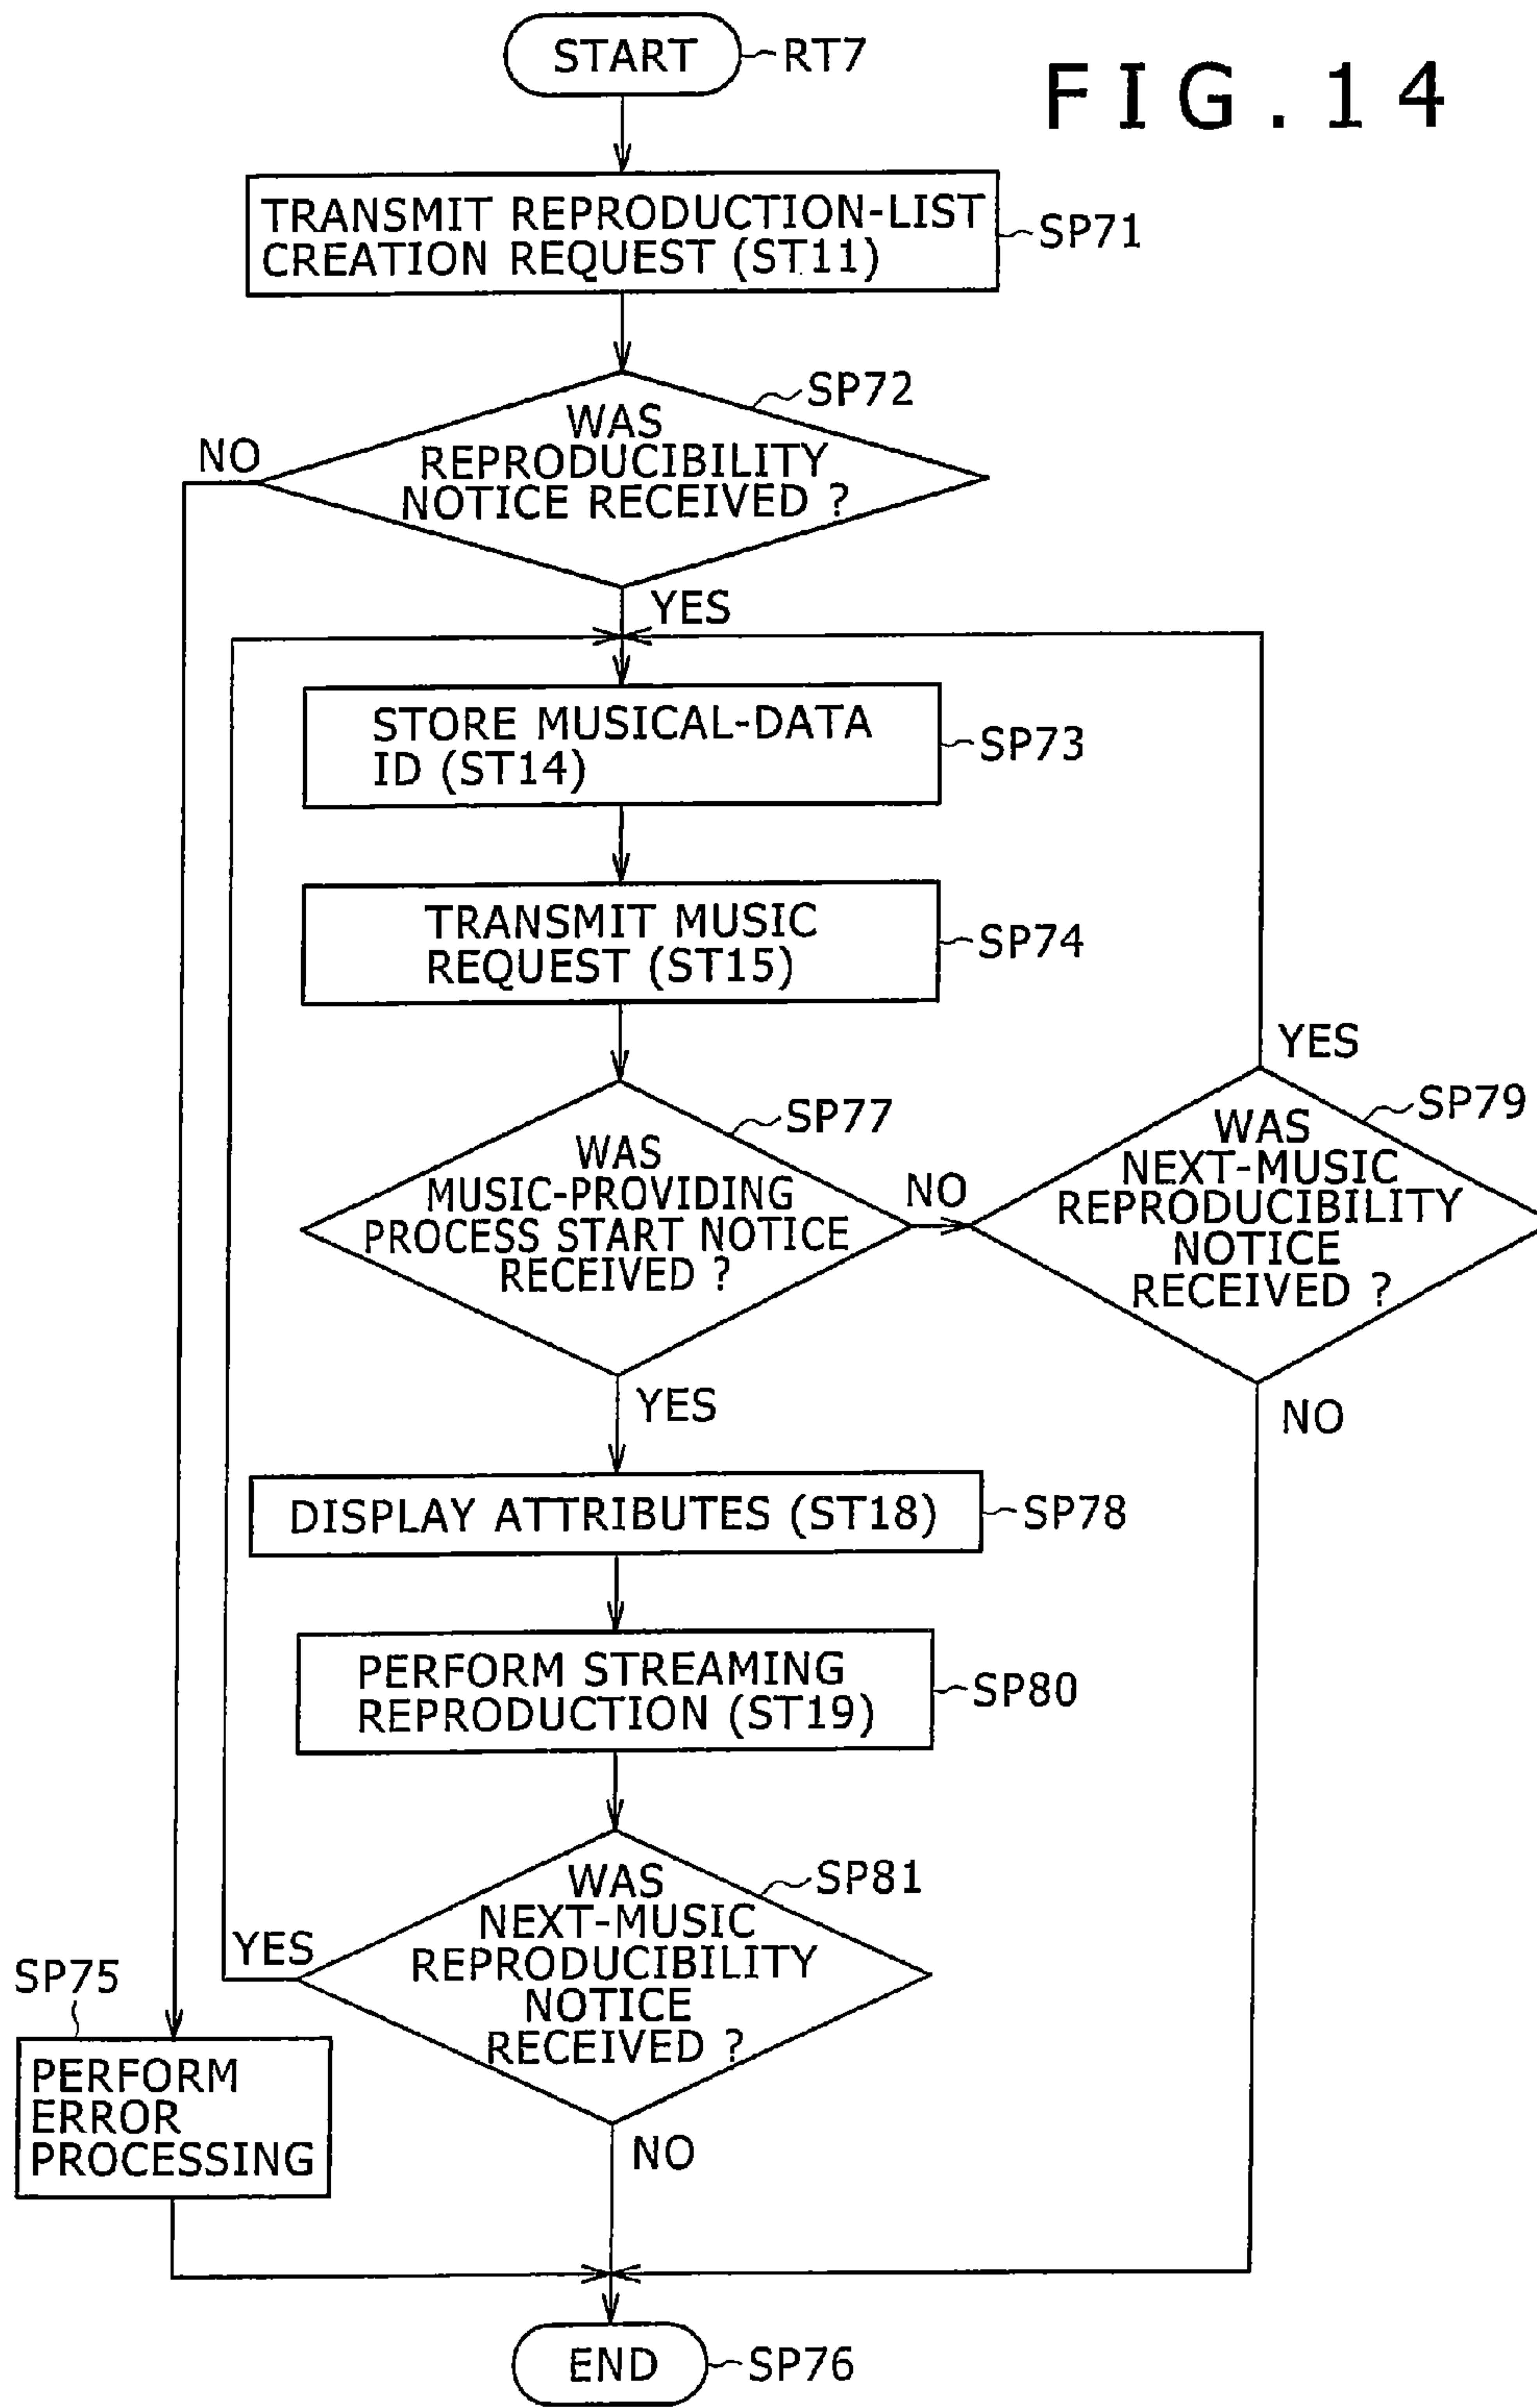 START
RT7
FIG.14
TRANSMIT REPRODUCTION-LIST
CREATION REQUEST (ST11)
SP71
SP72
WAS
REPRODUCIBILITY
NOTICE RECEIVED ?
NO
YES
STORE MUSICAL-DATA
ID (ST14)
SP73
TRANSMIT MUSIC
REQUEST (ST15)
SP74
SP77
WAS
MUSIC-PROVIDING
PROCESS START NOTICE
RECEIVED ?
NO
YES
YES
SP79
WAS
NEXT-MUSIC
REPRODUCIBILITY
NOTICE
RECEIVED ?
NO
DISPLAY ATTRIBUTES (ST18)
SP78
PERFORM STREAMING
REPRODUCTION (ST19)
SP80
SP81
WAS
NEXT-MUSIC
REPRODUCIBILITY
NOTICE
RECEIVED ?
YES
NO
SP75
PERFORM
ERROR
PROCESSING
END
SP76